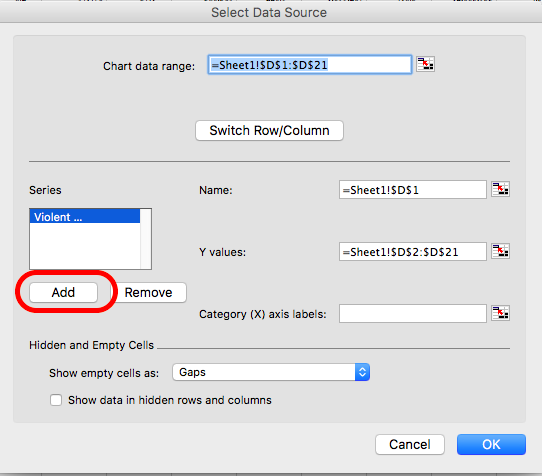 Select Data Source
Chart data range: =Sheet1!$D$1:$D$21
Switch Row/Column
Series
Name: =Sheet1!$D$1
Violent ...
Y values: =Sheet1!$D$2:$D$21
Add Remove
Category (X) axis labels:
Hidden and Empty Cells
Show empty cells as: Gaps
Show data in hidden rows and columns
Cancel OK